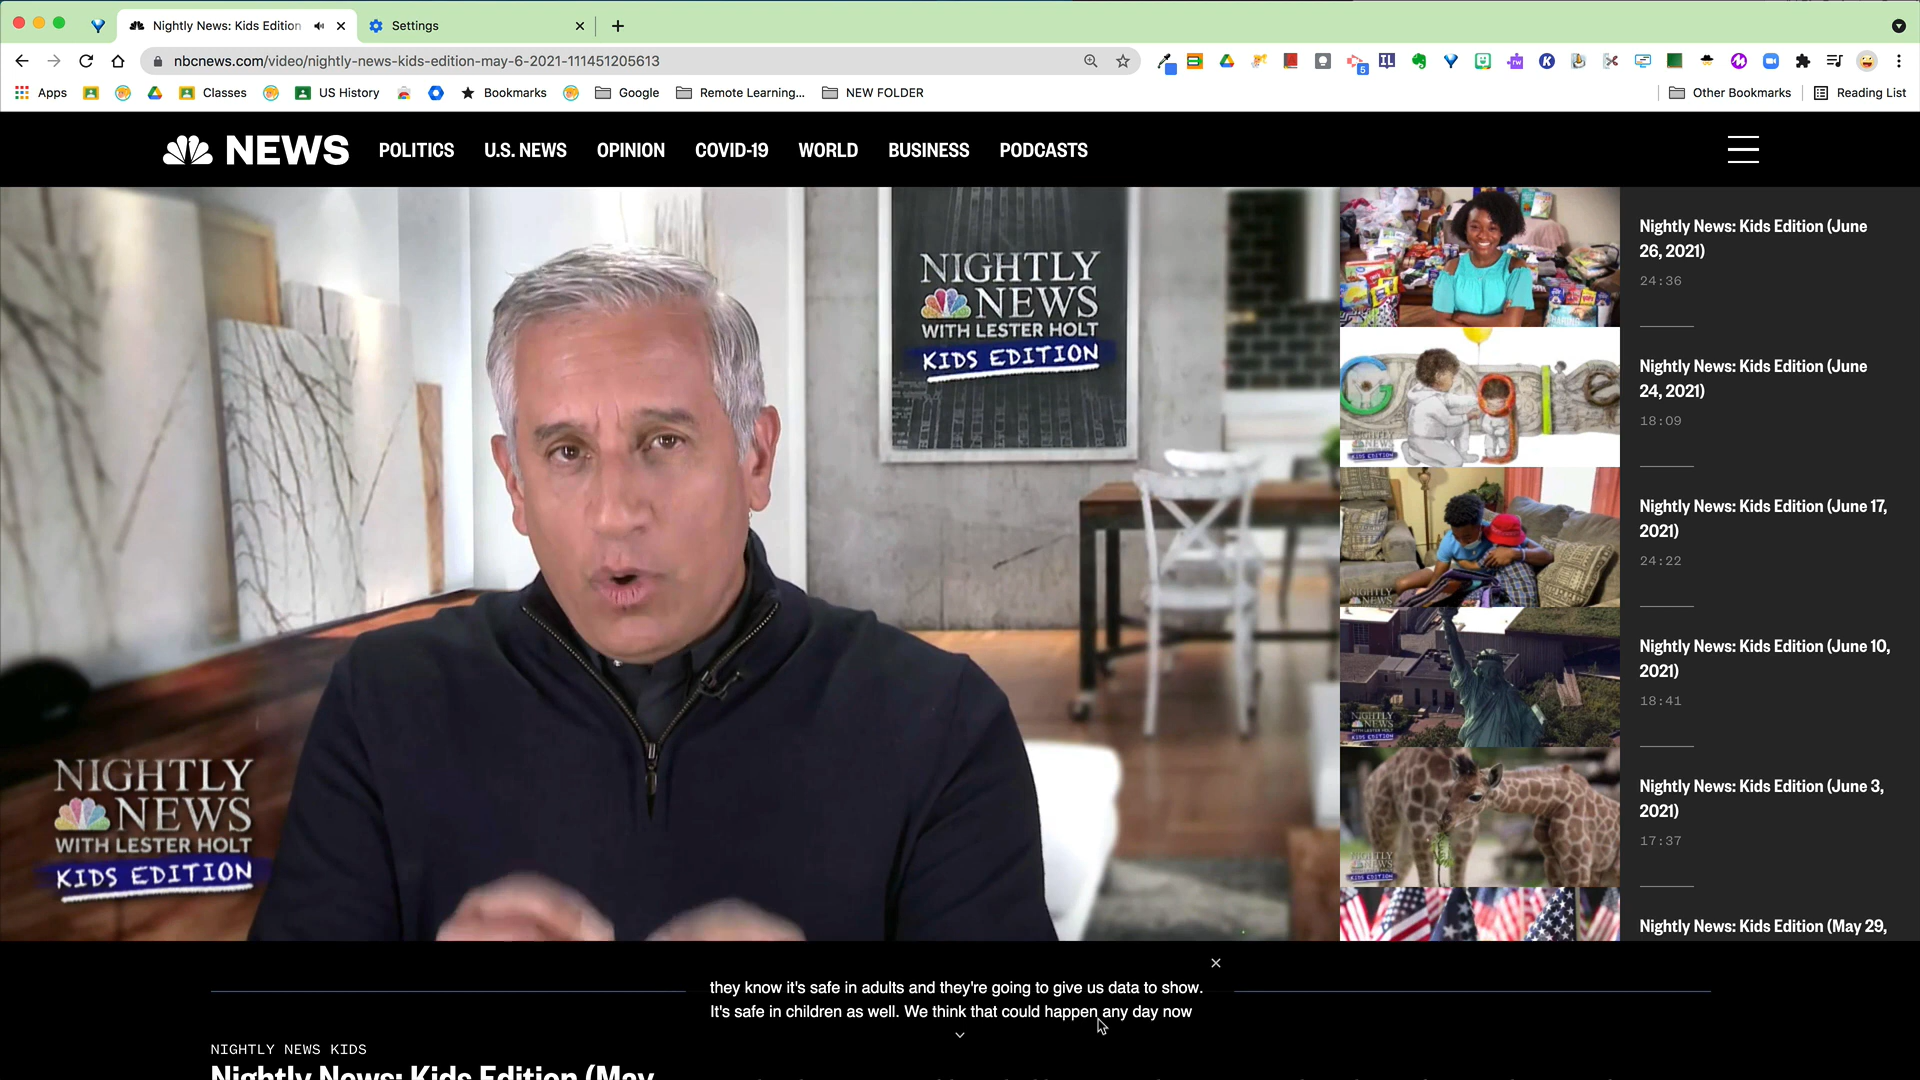 Nightly News: Kids Edition
Settings
nbcnews.com/video/nightly-news-kids-edition-may-6-2021-111451205613
5
Apps
Classes
US History
Bookmarks
Google
Remote Learning...
NEW FOLDER
Other Bookmarks
Reading List
NEWS
POLITICS
U.S. NEWS
OPINION
COVID-19
WORLD
BUSINESS
PODCASTS
NIGHTLY
NEWS
WITH LESTER HOLT
KIDS EDITION
NIGHTLY
NEWS
WITH LESTER HOLT
KIDS EDITION
Nightly News: Kids Edition (June
26, 2021)
24:36
Nightly News: Kids Edition (June
24, 2021)
18:09
Nightly News: Kids Edition (June 17,
2021)
24:22
Nightly News: Kids Edition (June 10,
2021)
18:41
Nightly News: Kids Edition (June 3,
2021)
17:37
Nightly News: Kids Edition (May 29,
they know it's safe in adults and they're going to give us data to show.
It's safe in children as well. We think that could happen any day now
NIGHTLY NEWS KIDS
Nightly News: Kids Edition (May